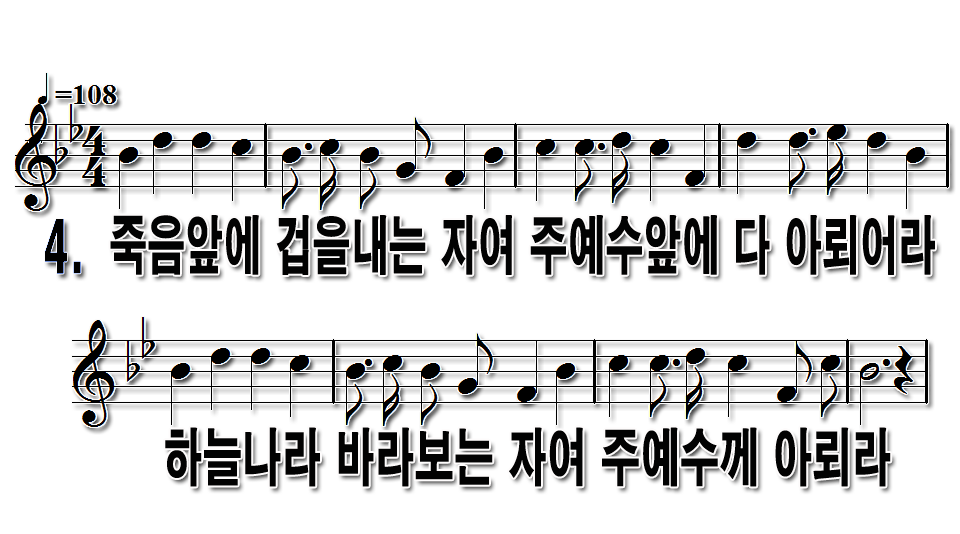 =108
4. 죽음앞에 겁을내는 자여 주예수앞에 다 아뢰어라
하늘나라 바라보는 자여 주예수께 아뢰라